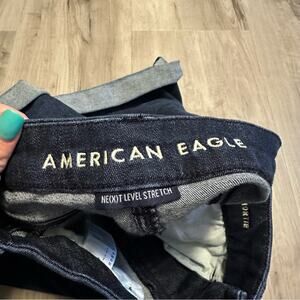 AMERICAN EAGLE
NE(X)T LEVEL STRETCH